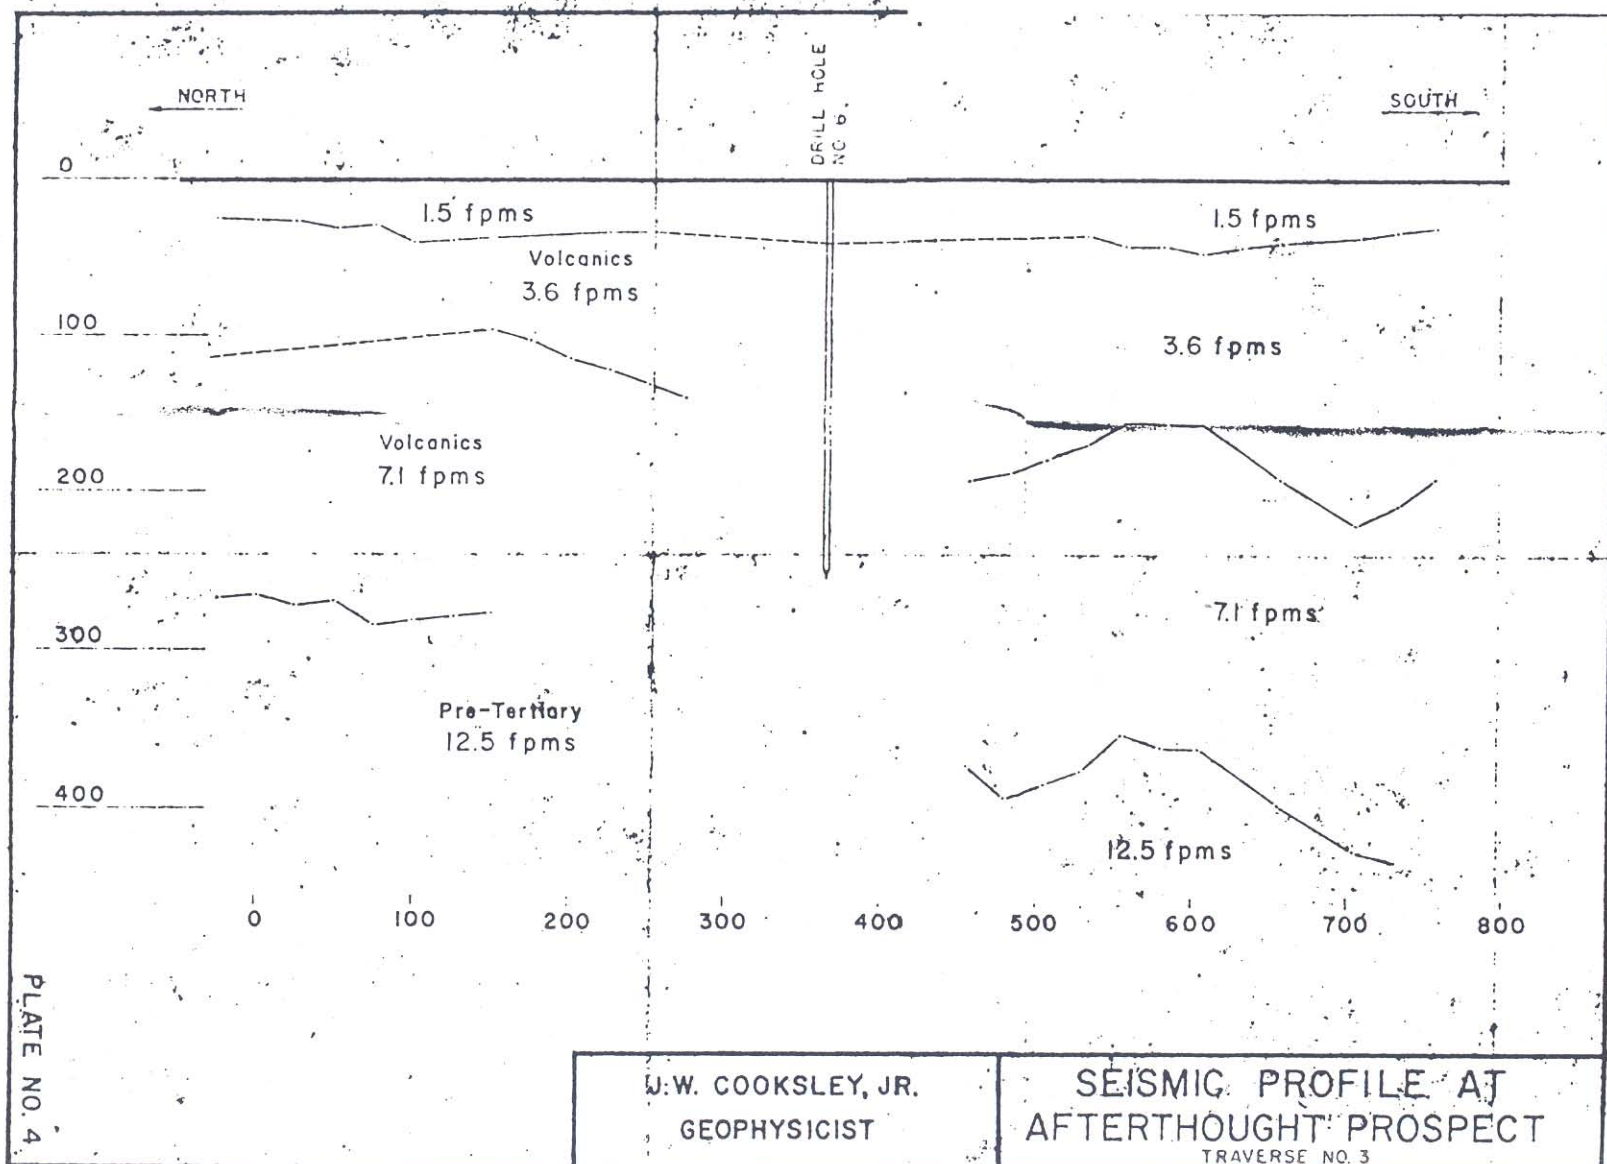 NORTH
DRILL HOLE
NO 6.
SOUTH
0
1.5 fpms
1.5 fpms
Volcanics
3.6 fpms
100
3.6 fpms
Volcanics
7.1 fpms
200
7.1 fpms
300
Pre-Tertiary
12.5 fpms
400
12.5 fpms
0 100 200 300 400 500 600 700 800
PLATE NO. 4
J.W. COOKSLEY, JR.
GEOPHYSICIST
SEISMIC PROFILE AT
AFTERTHOUGHT PROSPECT
TRAVERSE NO. 3